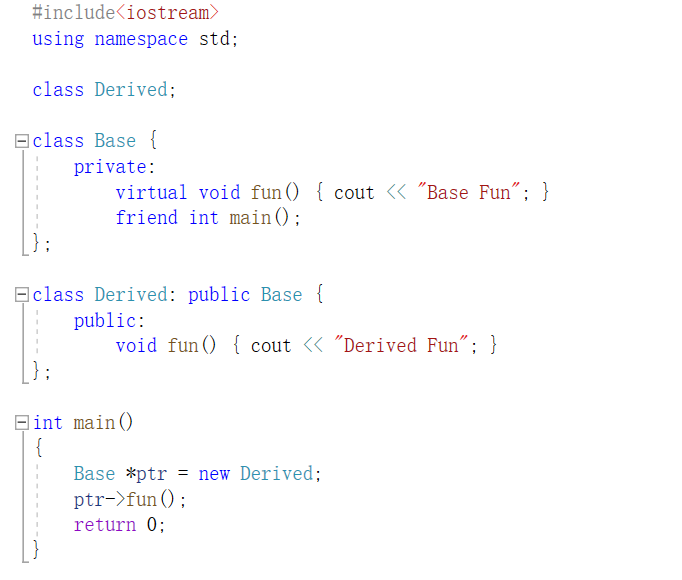 #include<iostream>
using namespace std;
class Derived;
class Base {
private:
virtual void fun() { cout << "Base Fun"; }
friend int main();
};
class Derived: public Base {
public:
void fun() { cout << "Derived Fun"; }
};
int main()
{
Base *ptr = new Derived;
ptr->fun();
return 0;
}